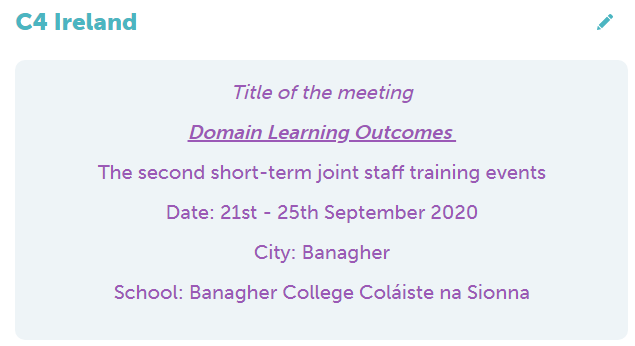 C4 Ireland
Title of the meeting
Domain Learning Outcomes
The second short-term joint staff training events
Date: 21st - 25th September 2020
City: Banagher
School: Banagher College Coláiste na Sionna